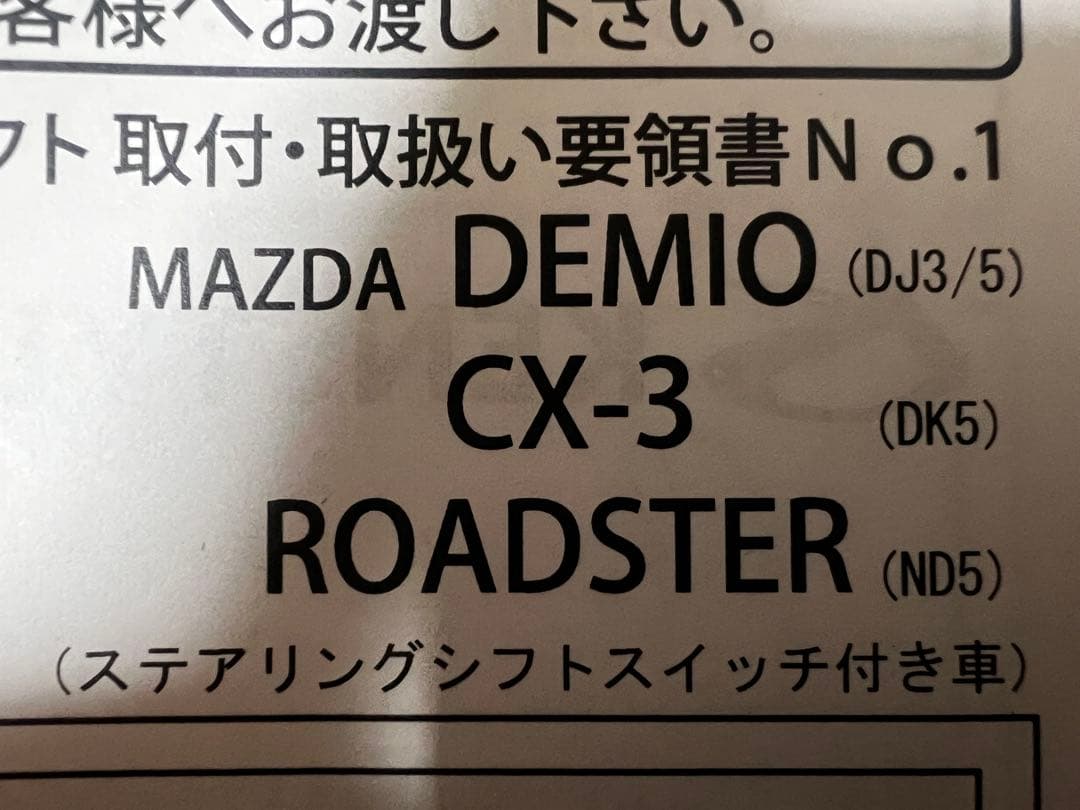 客様へお渡し下さい。
フト 取付・取扱い要領書No.1
MAZDA DEMIO (DJ3/5)
CX-3 (DK5)
ROADSTER (ND5)
(ステアリングシフトスイッチ付き車)